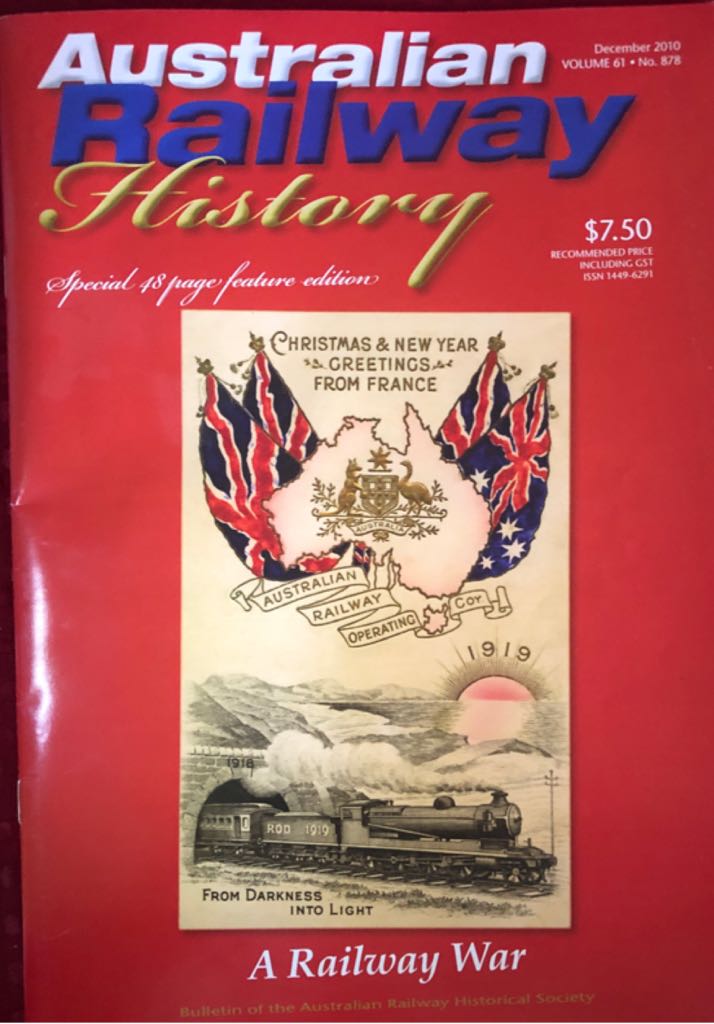 Australian
Railway
History
December 2010
VOLUME 61 • No. 878
$7.50
RECOMMENDED PRICE
INCLUDING GST
ISSN 1449-6291
Special 48 page feature edition
CHRISTMAS & NEW YEAR
GREETINGS
FROM FRANCE
AUSTRALIA
AUSTRALIAN
RAILWAY
OPERATING
COY
1919
1918
ROD 1919
FROM DARKNESS
INTO LIGHT
A Railway War
Bulletin of the Australian Railway Historical Society